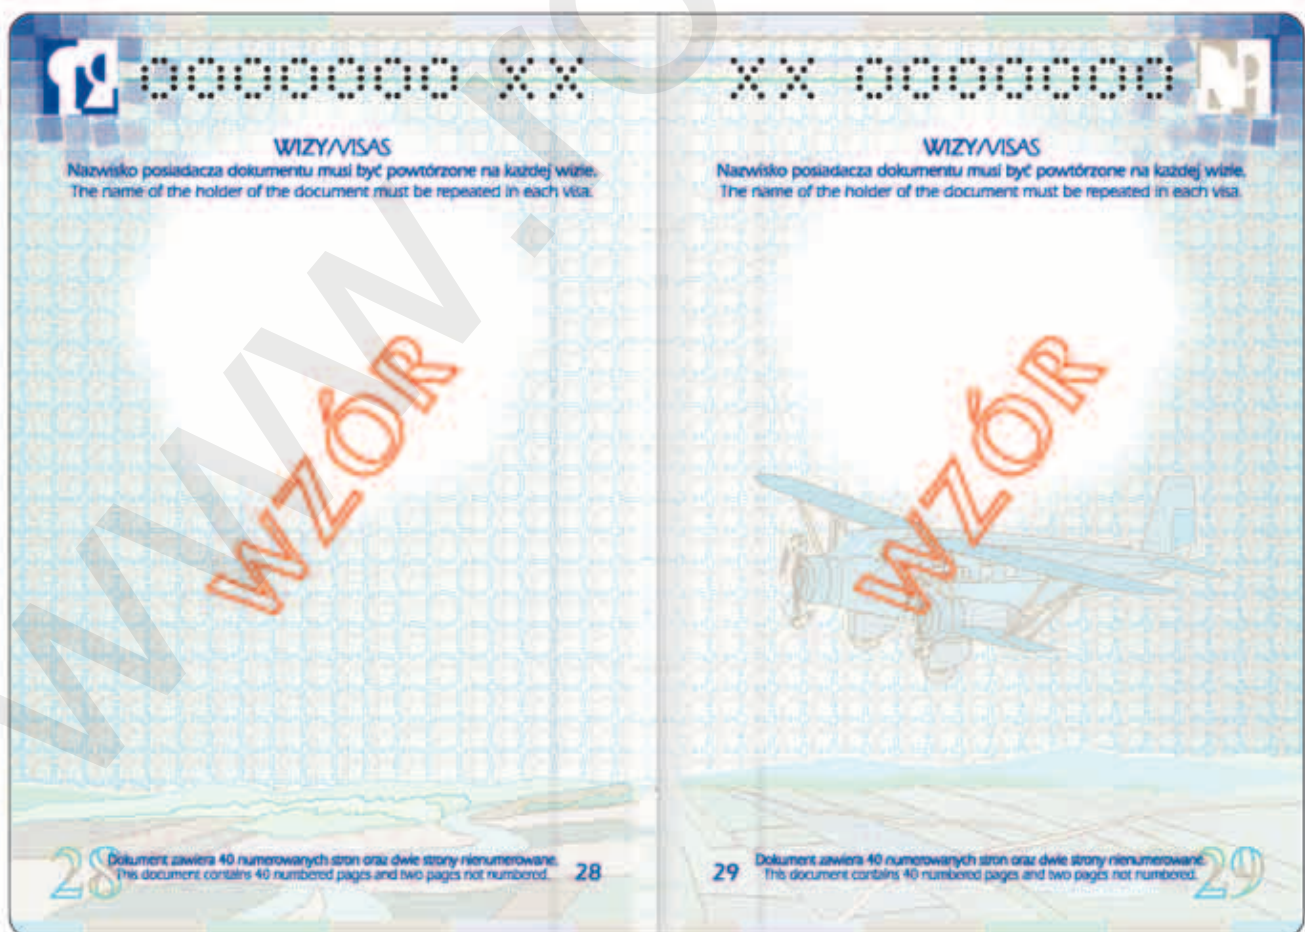 0000000 XX
WIZY/VISAS
Nazwisko posiadacza dokumentu musi być powtórzone na każdej wizie.
The name of the holder of the document must be repeated in each visa.
WZÓR
28
Dokument zawiera 40 numerowanych stron oraz dwie strony nienumerowane.
This document contains 40 numbered pages and two pages not numbered.
28
XX 0000000
WIZY/VISAS
Nazwisko posiadacza dokumentu musi być powtórzone na każdej wizie.
The name of the holder of the document must be repeated in each visa.
WZÓR
29
Dokument zawiera 40 numerowanych stron oraz dwie strony nienumerowane.
This document contains 40 numbered pages and two pages not numbered.
29
www.rc